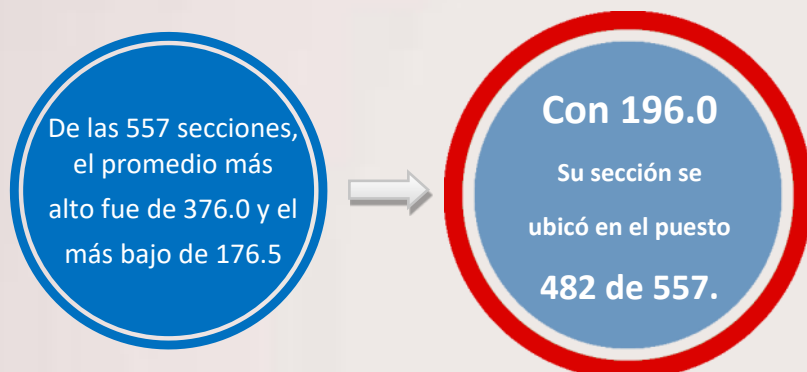 De las 557 secciones,
el promedio más
alto fue de 376.0 y el
más bajo de 176.5
Con 196.0
Su sección se
ubicó en el puesto
482 de 557.